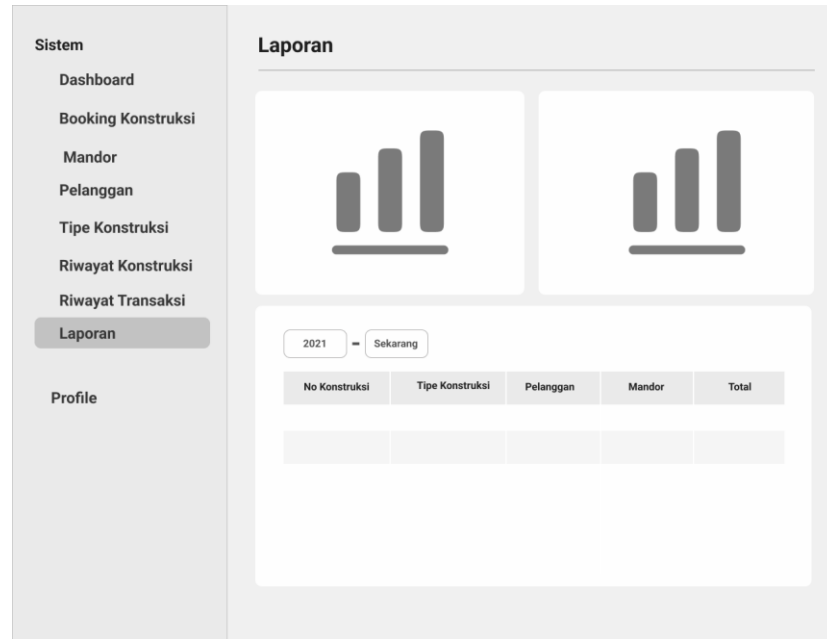 Sistem
Dashboard
Booking Konstruksi
Mandor
Pelanggan
Tipe Konstruksi
Riwayat Konstruksi
Riwayat Transaksi
Laporan
Profile
Laporan
2021 - Sekarang
No Konstruksi Tipe Konstruksi Pelanggan Mandor Total